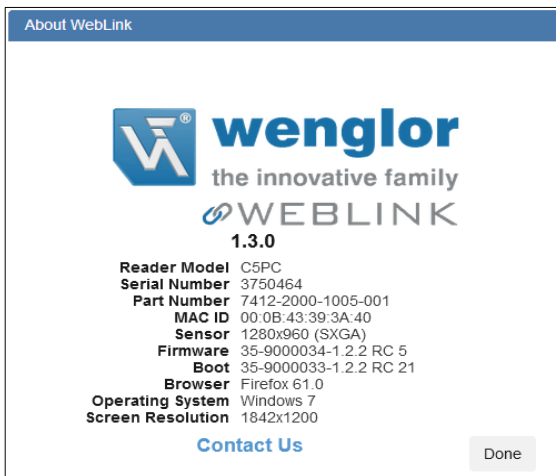 About WebLink
wenglor
the innovative family
WEBLINK
1.3.0
Reader Model C5PC
Serial Number 3750464
Part Number 7412-2000-1005-001
MAC ID 00:0B:43:39:3A:40
Sensor 1280x960 (SXGA)
Firmware 35-9000034-1.2.2 RC 5
Boot 35-9000033-1.2.2 RC 21
Browser Firefox 61.0
Operating System Windows 7
Screen Resolution 1842x1200
Contact Us
Done